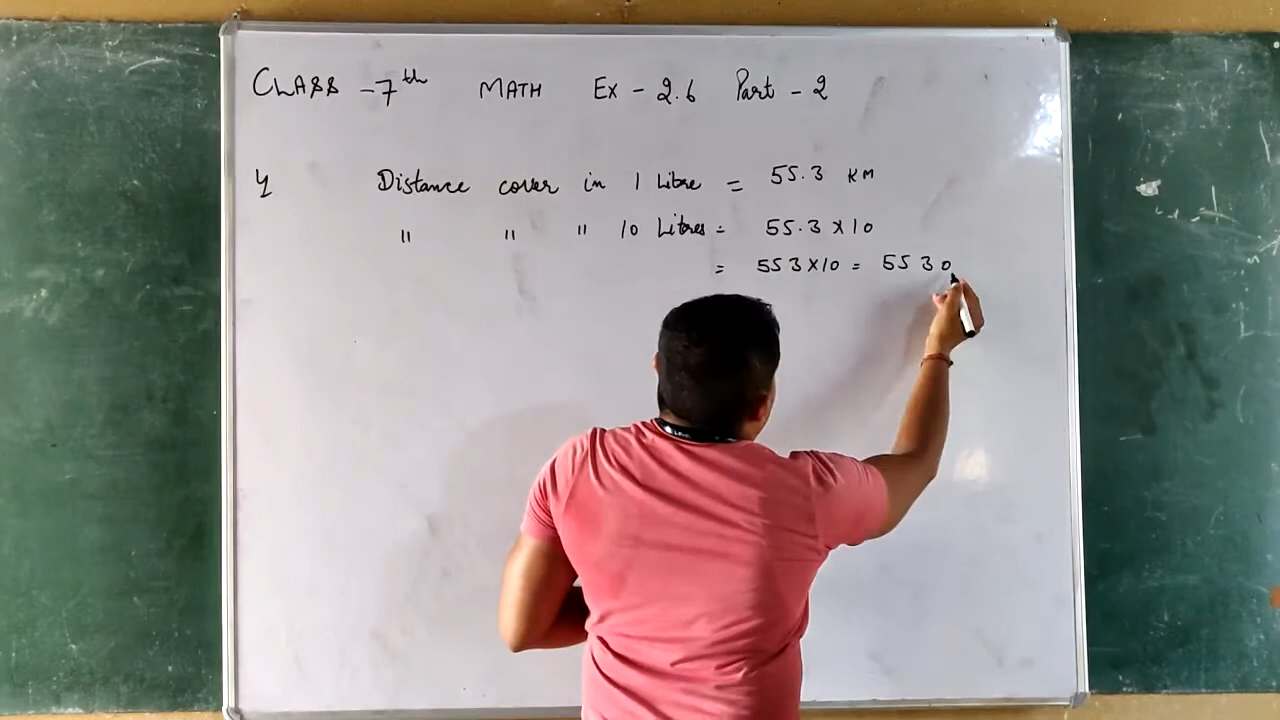 CLASS - 7th MATH Ex - 2.6 Part - 2
4 Distance cover in 1 Litre = 55.3 KM
" " " 10 Litres = 55.3 X 10
= 553 X 10 = 5530